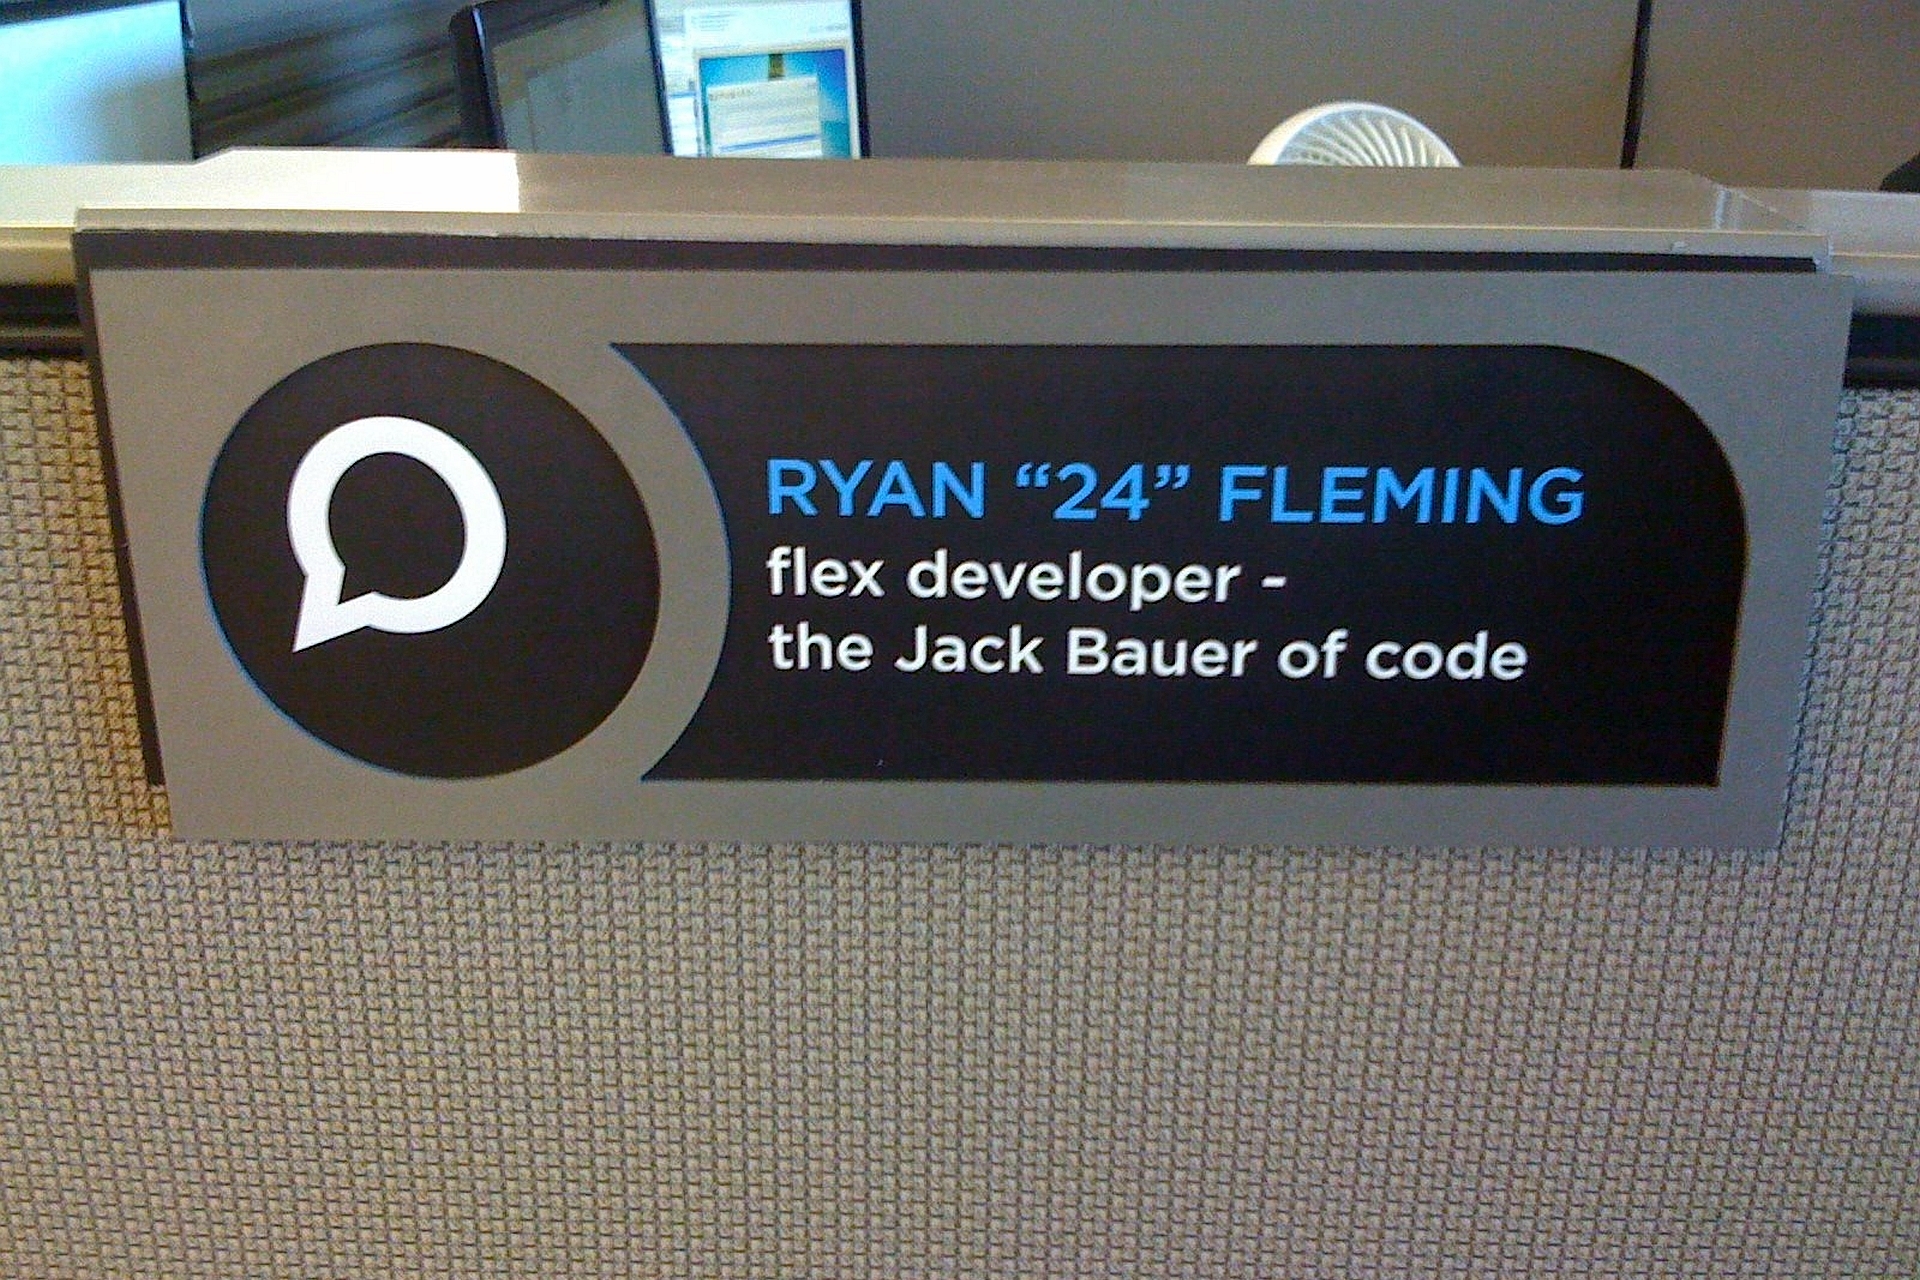 RYAN “24” FLEMING
flex developer -
the Jack Bauer of code